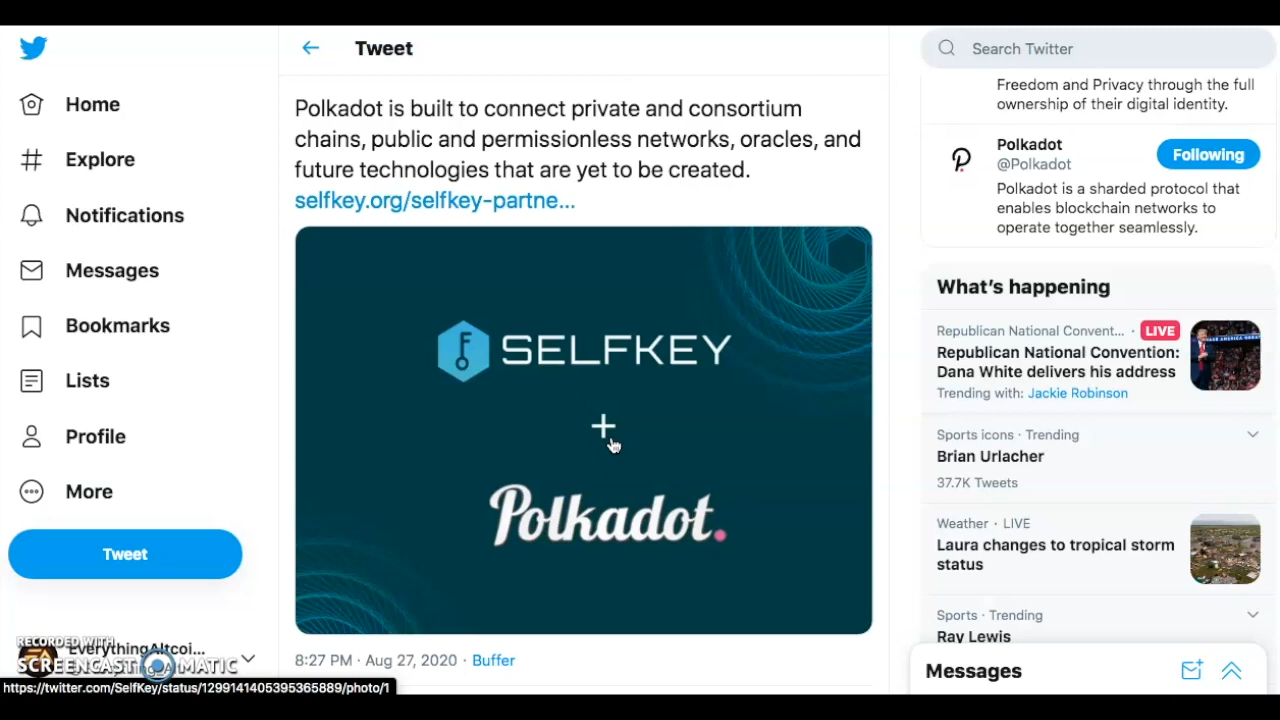 Home
Explore
Notifications
Messages
Bookmarks
Lists
Profile
More
Tweet
EverythingAltcoi...
RECORDED WITH
SCREENCAST MATIC
https://twitter.com/SelfKey/status/1299141405395365889/photo/1
Tweet
Polkadot is built to connect private and consortium
chains, public and permissionless networks, oracles, and
future technologies that are yet to be created.
selfkey.org/selfkey-partne...
SELFKEY
+
Polkadot.
8:27 PM · Aug 27, 2020 · Buffer
Search Twitter
Freedom and Privacy through the full
ownership of their digital identity.
Polkadot
@Polkadot
Following
Polkadot is a sharded protocol that
enables blockchain networks to
operate together seamlessly.
What's happening
Republican National Convent... · LIVE
Republican National Convention:
Dana White delivers his address
Trending with: Jackie Robinson
Sports icons · Trending
Brian Urlacher
37.7K Tweets
Weather · LIVE
Laura changes to tropical storm
status
Sports · Trending
Ray Lewis
Messages